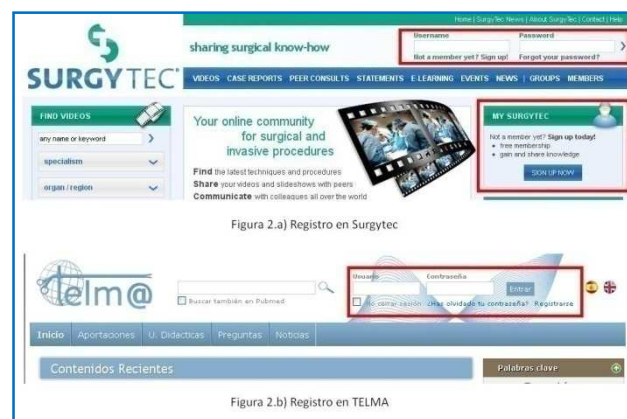 Home | SurgyTec News | About SurgyTec | Contact | Help
Username Password
sharing surgical know-how
Not a member yet? Sign up! Forgot your password?
SURGYTEC
VIDEOS CASE REPORTS PEER CONSULTS STATEMENTS E-LEARNING EVENTS NEWS | GROUPS MEMBERS
FIND VIDEOS
any name or keyword
specialism
organ / region
Your online community
for surgical and
invasive procedures
Find the latest techniques and procedures
Share your videos and slideshows with peers
Communicate with colleagues all over the world
MY SURGYTEC
Not a member yet? Sign up today!
free membership
gain and share knowledge
SIGN UP NOW
Figura 2.a) Registro en Surgytec
telm@
Usuario Contraseña
Entrar
Buscar también en Pubmed
No cerrar sesión ¿Has olvidado tu contraseña? Registrarse
Inicio Aportaciones U. Didacticas Preguntas Noticias
Contenidos Recientes
Palabras clave
Figura 2.b) Registro en TELMA